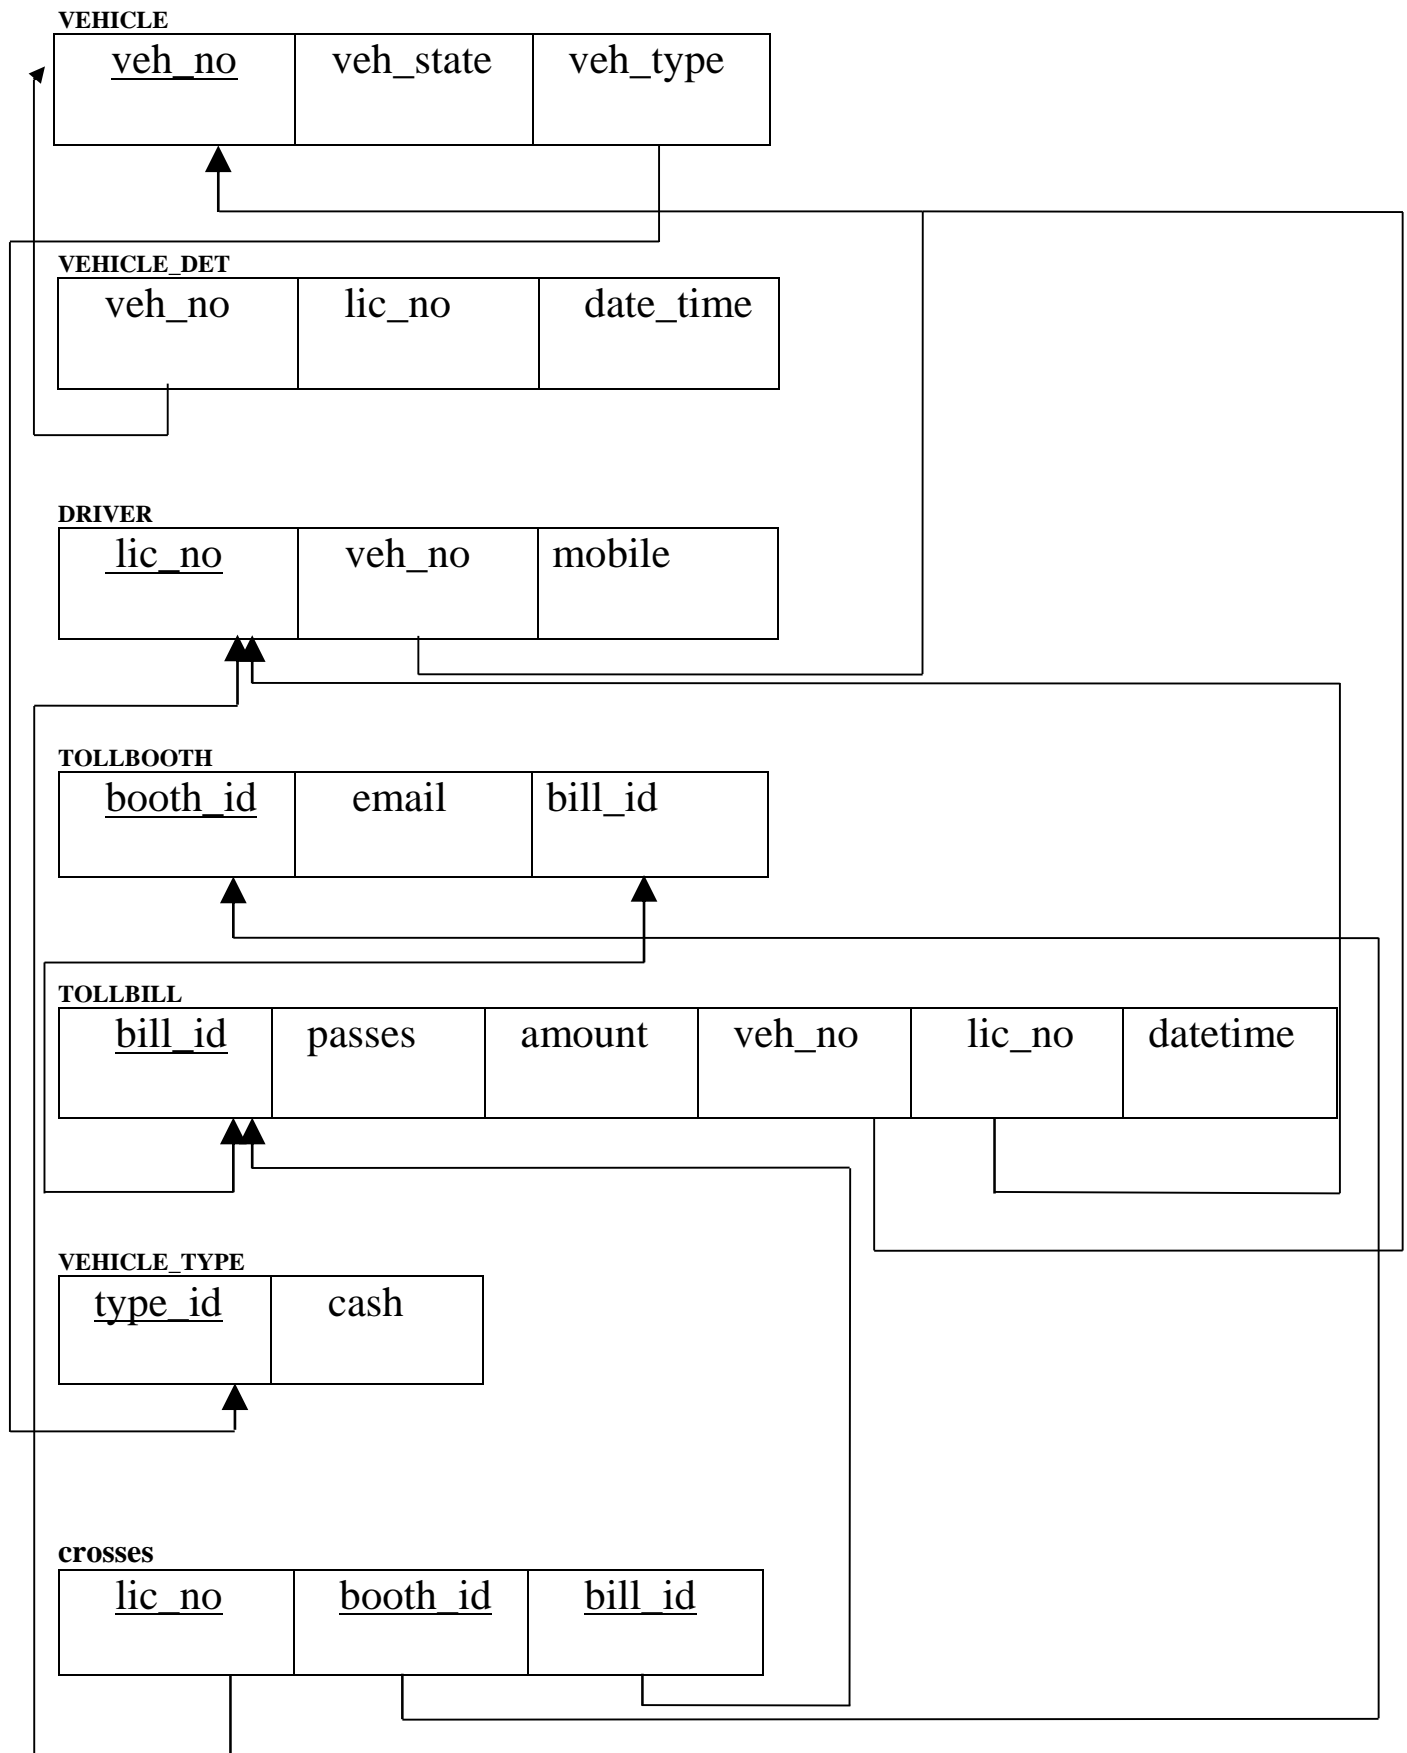 VEHICLE
veh_no veh_state veh_type
VEHICLE_DET
veh_no lic_no date_time
DRIVER
lic_no veh_no mobile
TOLLBOOTH
booth_id email bill_id
TOLLBILL
bill_id passes amount veh_no lic_no datetime
VEHICLE_TYPE
type_id cash
crosses
lic_no booth_id bill_id